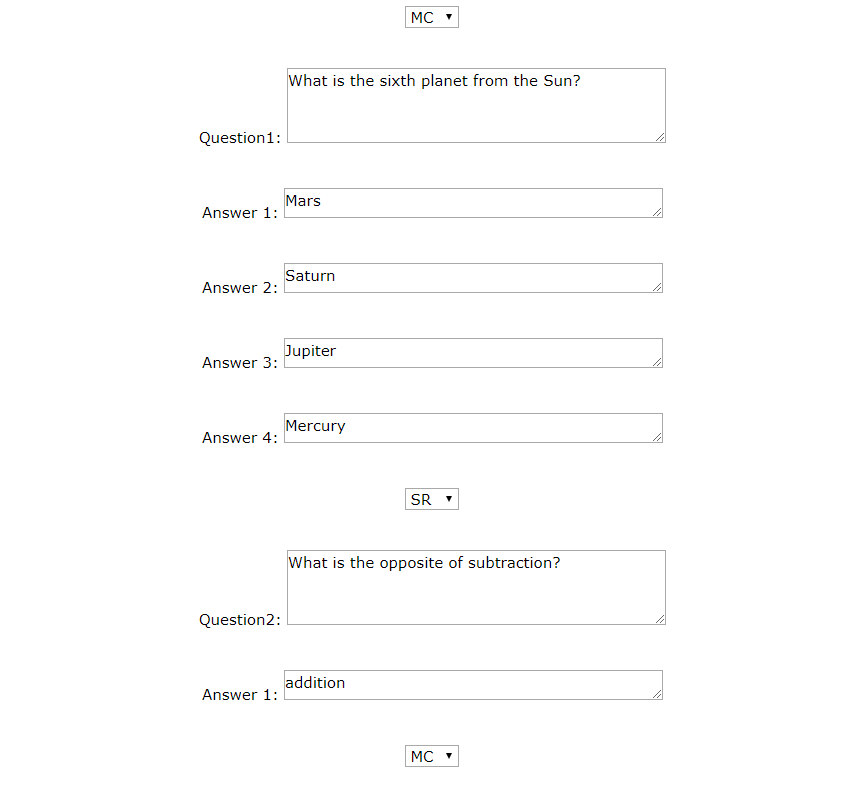 MC
What is the sixth planet from the Sun?
Question1:
Mars
Answer 1:
Saturn
Answer 2:
Jupiter
Answer 3:
Mercury
Answer 4:
SR
What is the opposite of subtraction?
Question2:
addition
Answer 1:
MC